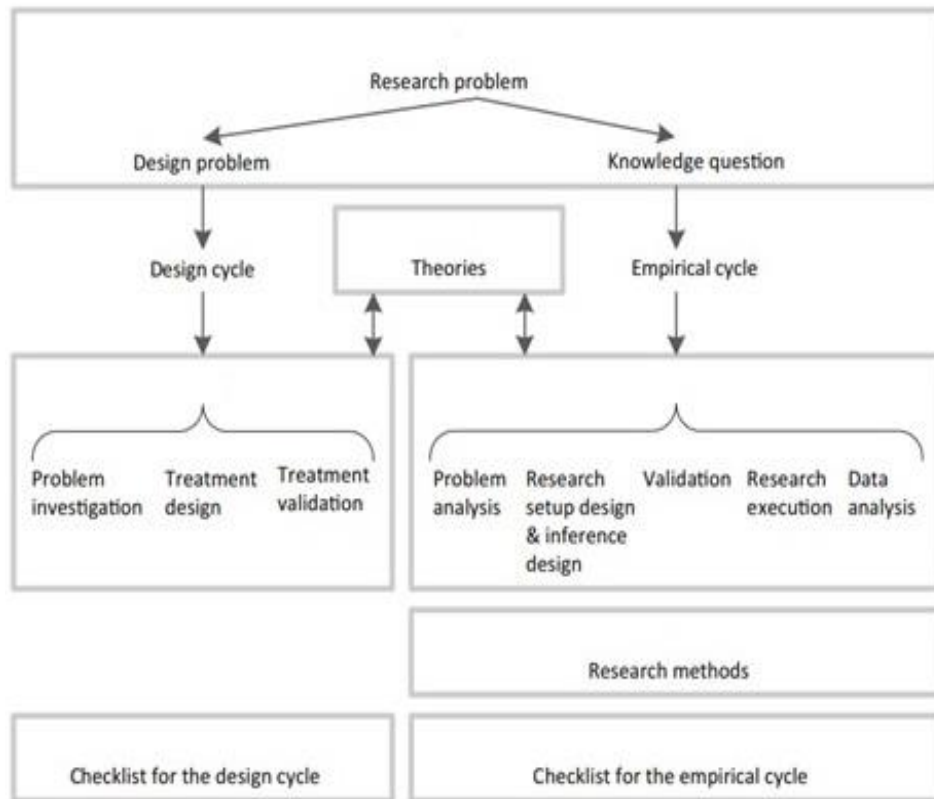 Research problem
Design problem
Knowledge question
Design cycle
Theories
Empirical cycle
Problem
investigation
Treatment
design
Treatment
validation
Problem
analysis
Research
setup design
& inference
design
Validation
Research
execution
Data
analysis
Research methods
Checklist for the design cycle
Checklist for the empirical cycle